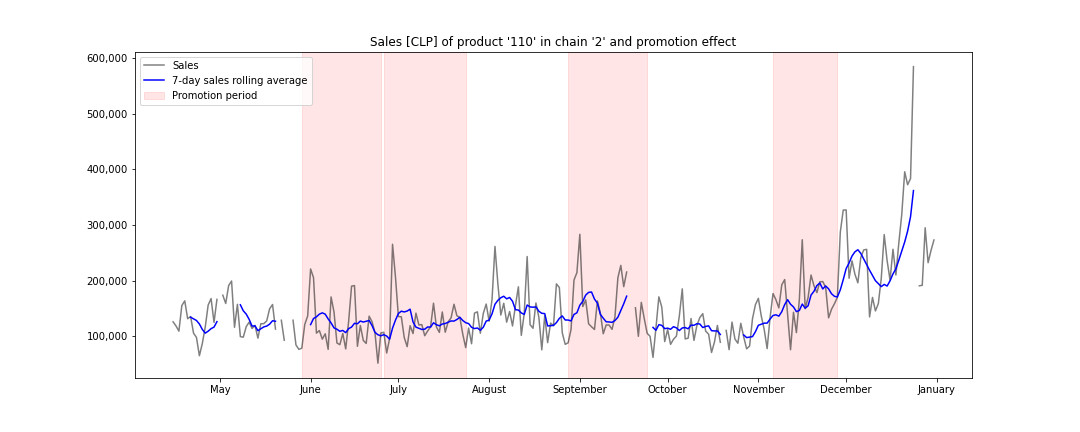 Sales [CLP] of product '110' in chain '2' and promotion effect
Sales
7-day sales rolling average
Promotion period
600,000
500,000
400,000
300,000
200,000
100,000
May June July August September October November December January